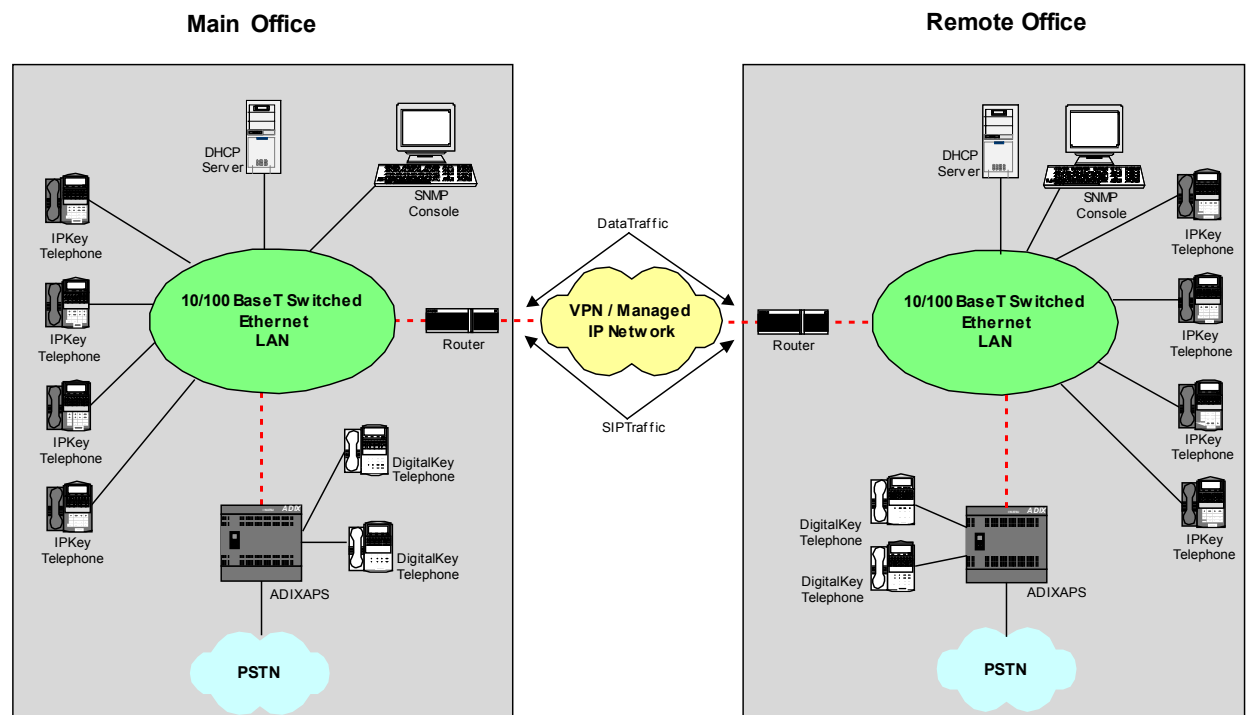 Main Office
Remote Office
DHCP
Server
SNMP
Console
IPKey
Telephone
IPKey
Telephone
IPKey
Telephone
IPKey
Telephone
10/100 BaseT Switched
Ethernet
LAN
Router
DataTraffic
VPN / Managed
IP Network
SIPTraffic
DigitalKey
Telephone
DigitalKey
Telephone
ADIX
ADIXAPS
PSTN
DHCP
Server
SNMP
Console
IPKey
Telephone
IPKey
Telephone
IPKey
Telephone
IPKey
Telephone
Router
10/100 BaseT Switched
Ethernet
LAN
DigitalKey
Telephone
DigitalKey
Telephone
ADIX
ADIXAPS
PSTN